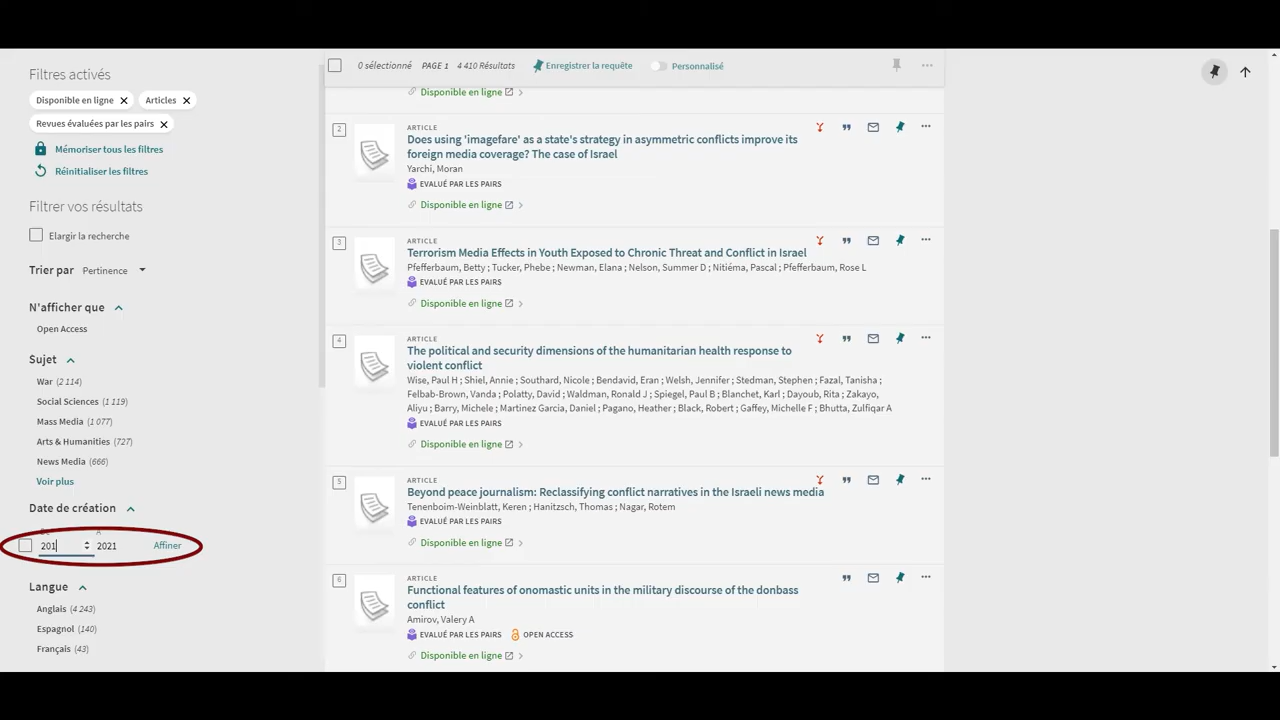 Filtres activés
Disponible en ligne ×
Articles ×
Revues évaluées par les pairs ×
Mémoriser tous les filtres
Réinitialiser les filtres
Filtrer vos résultats
Elargir la recherche
Trier par Pertinence
N'afficher que
Open Access
Sujet
War (2 114)
Social Sciences (1 119)
Mass Media (1 077)
Arts & Humanities (727)
News Media (666)
Voir plus
Date de création
201 2021 Affiner
Langue
Anglais (4 243)
Espagnol (140)
Français (43)
0 sélectionné PAGE 1 4 410 Résultats Enregistrer la requête Personnalisé
Disponible en ligne
2
ARTICLE
Does using 'imagefare' as a state's strategy in asymmetric conflicts improve its
foreign media coverage? The case of Israel
Yarchi, Moran
EVALUÉ PAR LES PAIRS
Disponible en ligne
3
ARTICLE
Terrorism Media Effects in Youth Exposed to Chronic Threat and Conflict in Israel
Pfefferbaum, Betty ; Tucker, Phebe ; Newman, Elana ; Nelson, Summer D ; Nitiéma, Pascal ; Pfefferbaum, Rose L
EVALUÉ PAR LES PAIRS
Disponible en ligne
4
ARTICLE
The political and security dimensions of the humanitarian health response to
violent conflict
Wise, Paul H ; Shiel, Annie ; Southard, Nicole ; Bendavid, Eran ; Welsh, Jennifer ; Stedman, Stephen ; Fazal, Tanisha ;
Felbab-Brown, Vanda ; Polatty, David ; Waldman, Ronald J ; Spiegel, Paul B ; Blanchet, Karl ; Dayoub, Rita ; Zakayo,
Aliyu ; Barry, Michele ; Martinez Garcia, Daniel ; Pagano, Heather ; Black, Robert ; Gaffey, Michelle F ; Bhutta, Zulfiqar A
EVALUÉ PAR LES PAIRS
Disponible en ligne
5
ARTICLE
Beyond peace journalism: Reclassifying conflict narratives in the Israeli news media
Tenenboim-Weinblatt, Keren ; Hanitzsch, Thomas ; Nagar, Rotem
EVALUÉ PAR LES PAIRS
Disponible en ligne
6
ARTICLE
Functional features of onomastic units in the military discourse of the donbass
conflict
Amirov, Valery A
EVALUÉ PAR LES PAIRS OPEN ACCESS
Disponible en ligne